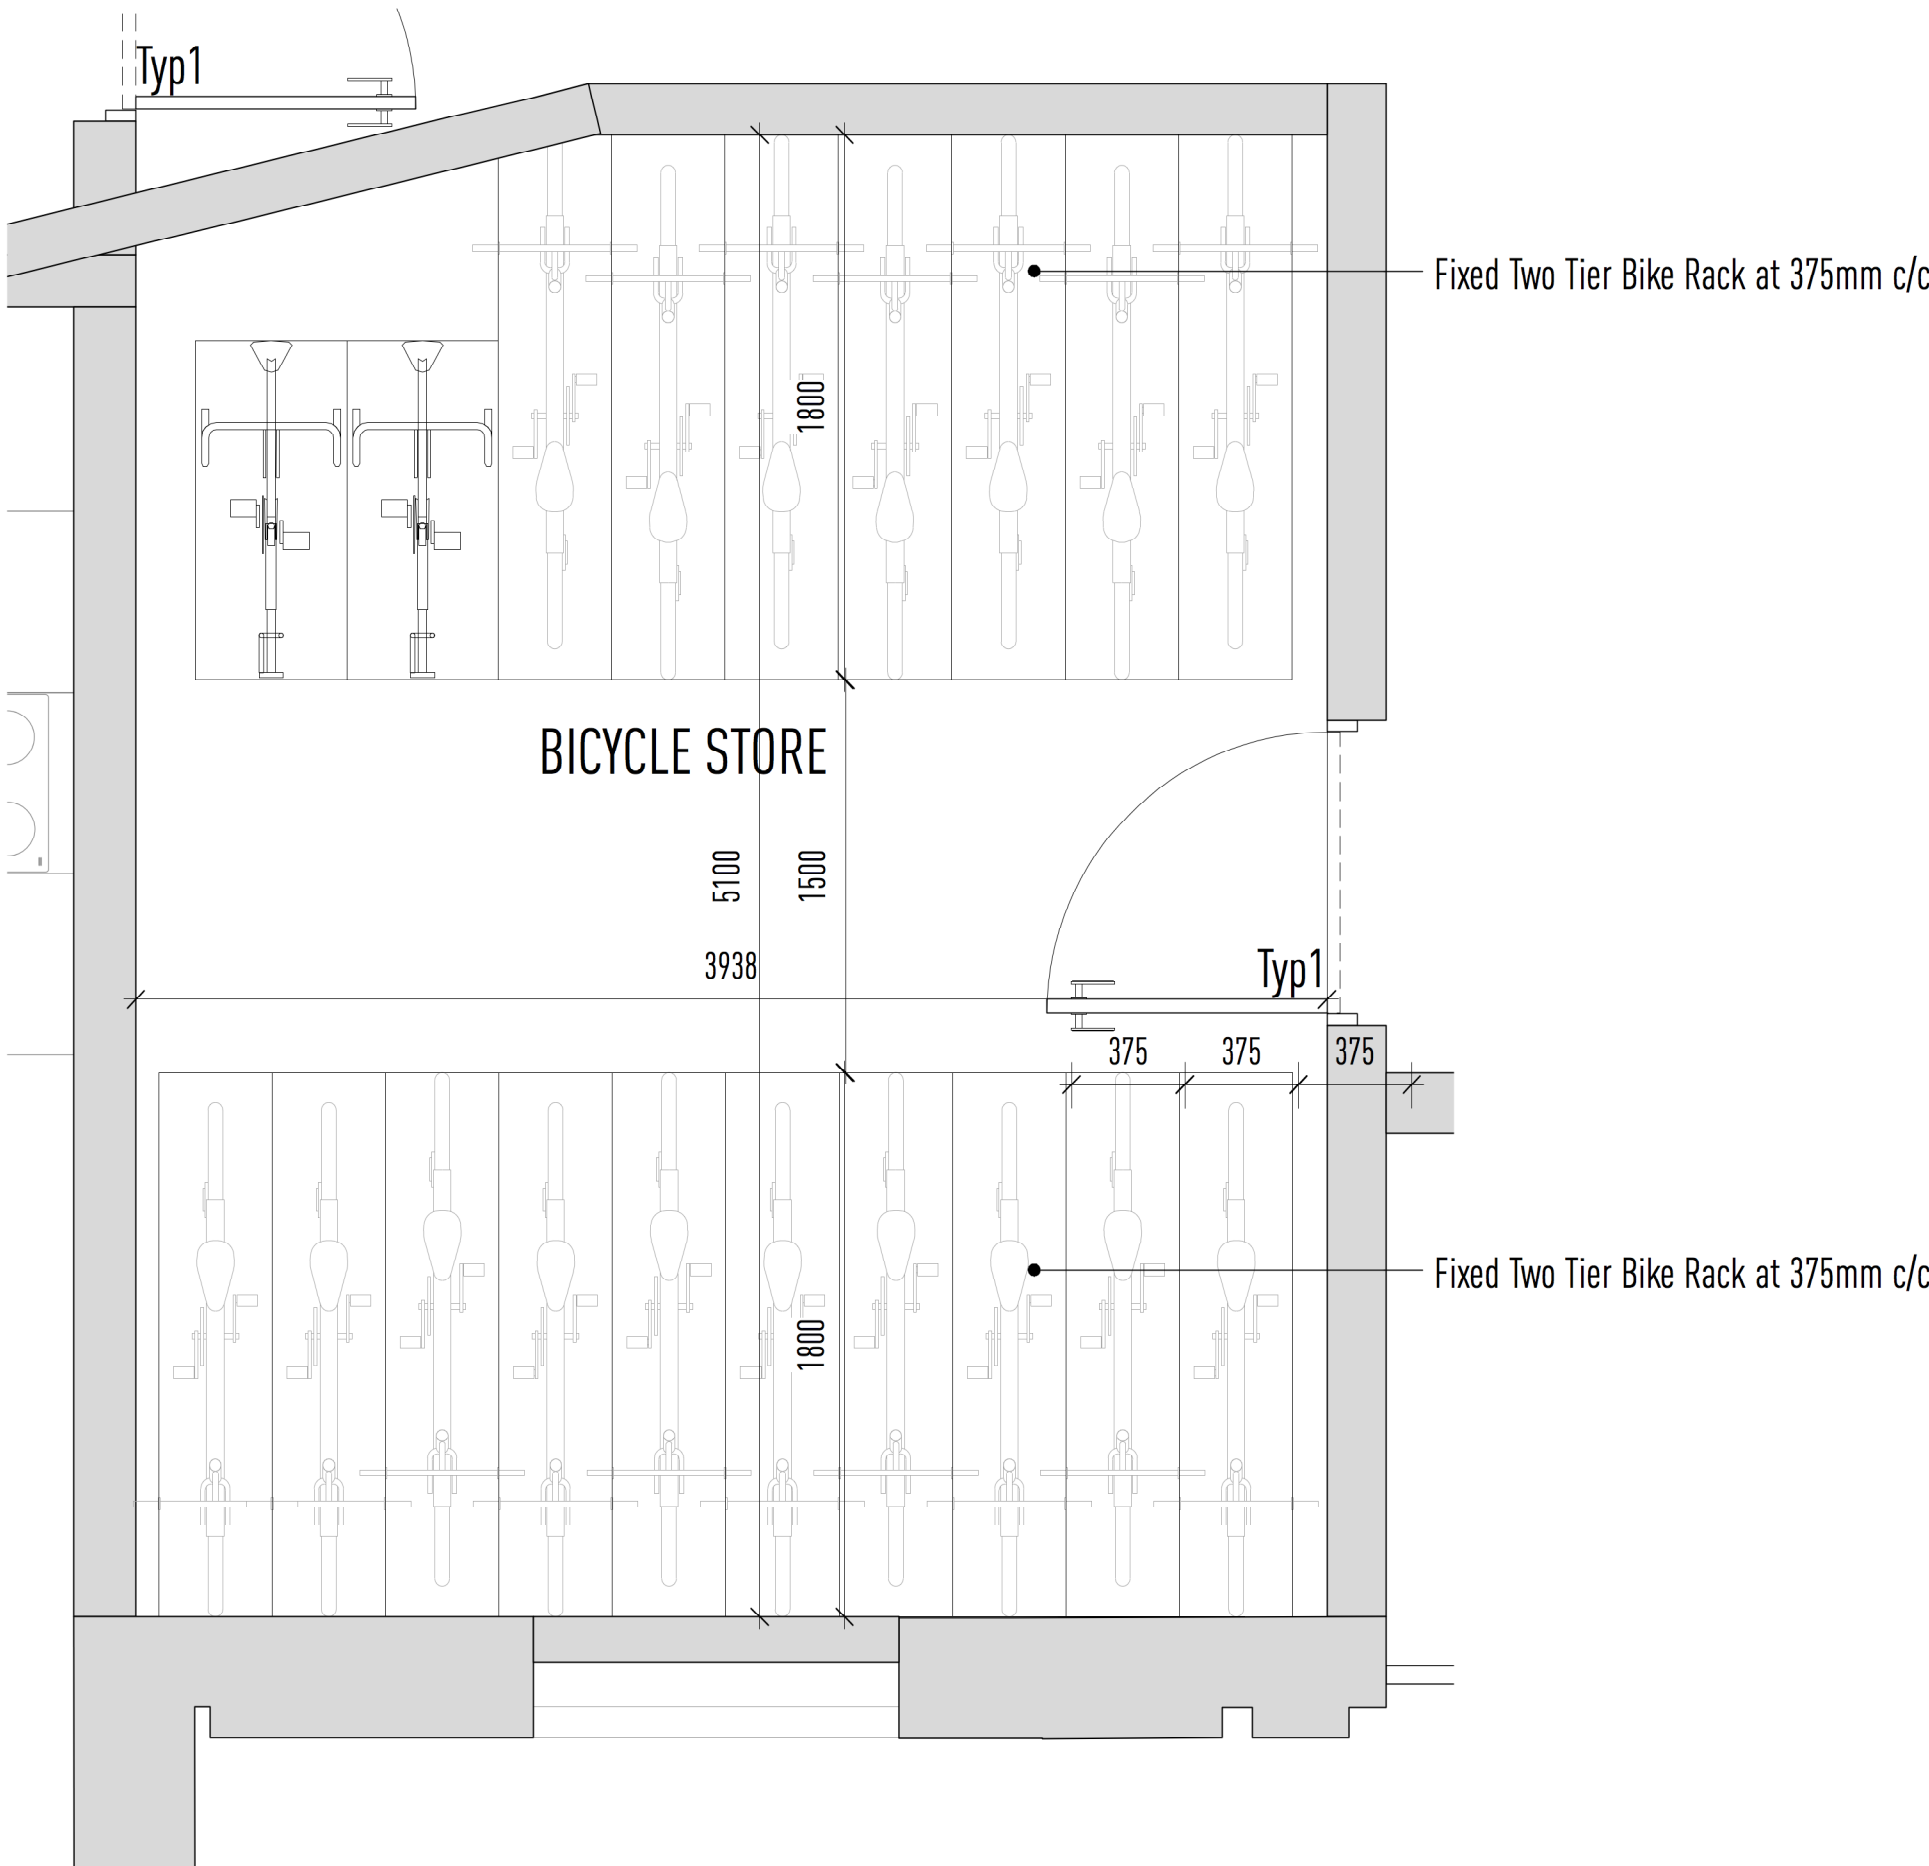 Typ1
Fixed Two Tier Bike Rack at 375mm c/c
1800
BICYCLE STORE
5100
1500
3938
Typ1
375
375
375
Fixed Two Tier Bike Rack at 375mm c/c
1800